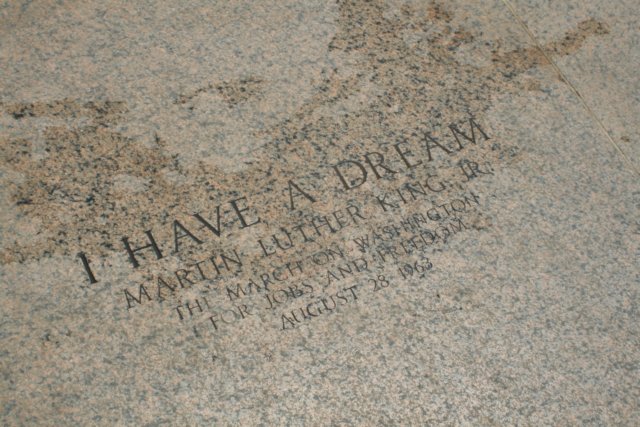 I HAVE A DREAM
MARTIN LUTHER KING, JR.
THE MARCH ON WASHINGTON
FOR JOBS AND FREEDOM
AUGUST 28, 1963